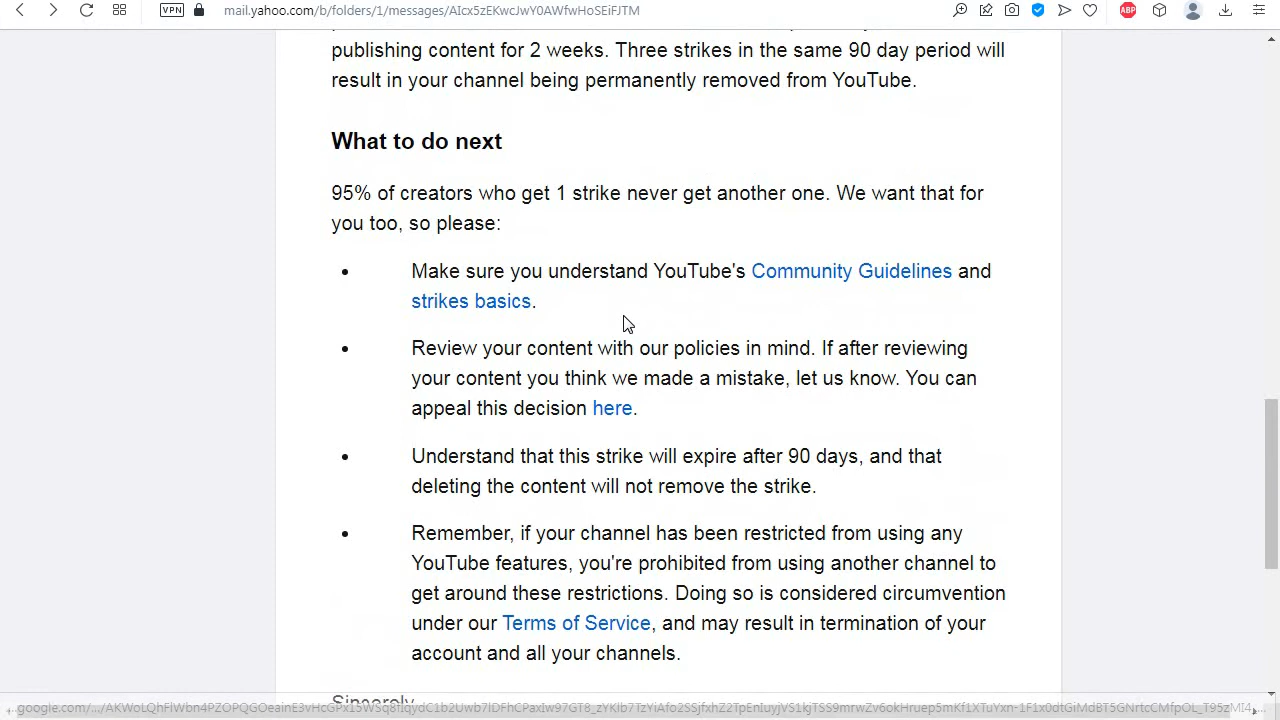 VPN
mail.yahoo.com/b/folders/1/messages/AIcx5zEKwcJwY0AWfwHoSEiFJTM
ABP
publishing content for 2 weeks. Three strikes in the same 90 day period will
result in your channel being permanently removed from YouTube.
What to do next
95% of creators who get 1 strike never get another one. We want that for
you too, so please:
• Make sure you understand YouTube's Community Guidelines and
strikes basics.
• Review your content with our policies in mind. If after reviewing
your content you think we made a mistake, let us know. You can
appeal this decision here.
• Understand that this strike will expire after 90 days, and that
deleting the content will not remove the strike.
• Remember, if your channel has been restricted from using any
YouTube features, you're prohibited from using another channel to
get around these restrictions. Doing so is considered circumvention
under our Terms of Service, and may result in termination of your
account and all your channels.
Sincerely